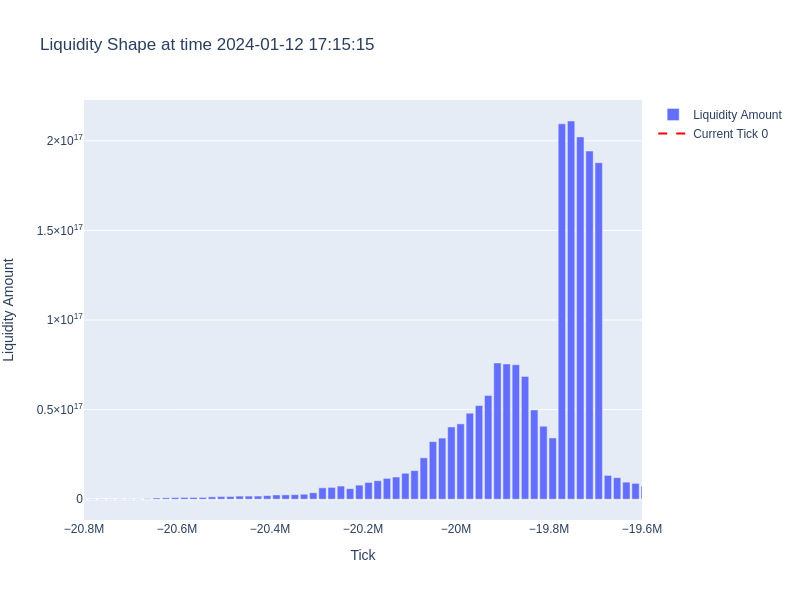 Liquidity Shape at time 2024-01-12 17:15:15
Liquidity Amount
Current Tick 0
2×10¹⁷
1.5×10¹⁷
1×10¹⁷
0.5×10¹⁷
0
Liquidity Amount
−20.8M −20.6M −20.4M −20.2M −20M −19.8M −19.6M
Tick